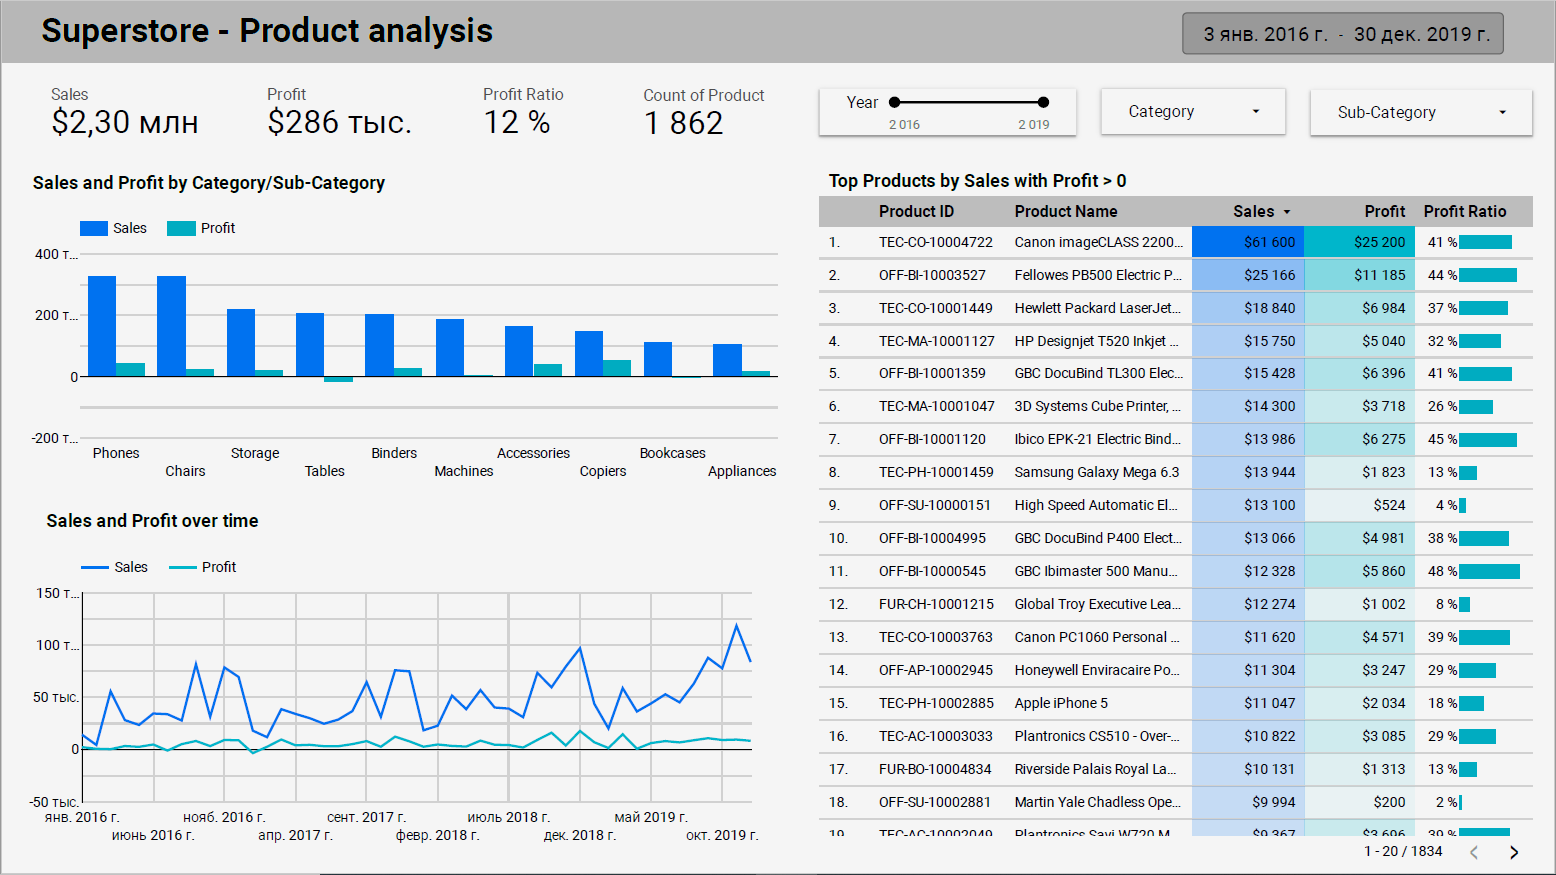 Superstore - Product analysis
3 янв. 2016 г. - 30 дек. 2019 г.
Sales
$2,30 млн
Profit
$286 тыс.
Profit Ratio
12 %
Count of Product
1 862
Year
2 016 2 019
Category
Sub-Category
Sales and Profit by Category/Sub-Category
Sales Profit
400 т...
200 т...
0
-200 т...
Phones Storage Binders Accessories Bookcases
Chairs Tables Machines Copiers Appliances
Sales and Profit over time
Sales Profit
150 т...
100 т...
50 тыс.
0
-50 тыс.
янв. 2016 г. нояб. 2016 г. сент. 2017 г. июль 2018 г. май 2019 г.
июнь 2016 г. апр. 2017 г. февр. 2018 г. дек. 2018 г. окт. 2019 г.
Top Products by Sales with Profit > 0
Product ID Product Name Sales Profit Profit Ratio
1. TEC-CO-10004722 Canon imageCLASS 2200... $61 600 $25 200 41 %
2. OFF-BI-10003527 Fellowes PB500 Electric P... $25 166 $11 185 44 %
3. TEC-CO-10001449 Hewlett Packard LaserJet... $18 840 $6 984 37 %
4. TEC-MA-10001127 HP Designjet T520 Inkjet ... $15 750 $5 040 32 %
5. OFF-BI-10001359 GBC DocuBind TL300 Elec... $15 428 $6 396 41 %
6. TEC-MA-10001047 3D Systems Cube Printer, ... $14 300 $3 718 26 %
7. OFF-BI-10001120 Ibico EPK-21 Electric Bind... $13 986 $6 275 45 %
8. TEC-PH-10001459 Samsung Galaxy Mega 6.3 $13 944 $1 823 13 %
9. OFF-SU-10000151 High Speed Automatic El... $13 100 $524 4 %
10. OFF-BI-10004995 GBC DocuBind P400 Elect... $13 066 $4 981 38 %
11. OFF-BI-10000545 GBC Ibimaster 500 Manu... $12 328 $5 860 48 %
12. FUR-CH-10001215 Global Troy Executive Lea... $12 274 $1 002 8 %
13. TEC-CO-10003763 Canon PC1060 Personal ... $11 620 $4 571 39 %
14. OFF-AP-10002945 Honeywell Enviracaire Po... $11 304 $3 247 29 %
15. TEC-PH-10002885 Apple iPhone 5 $11 047 $2 034 18 %
16. TEC-AC-10003033 Plantronics CS510 - Over-... $10 822 $3 085 29 %
17. FUR-BO-10004834 Riverside Palais Royal La... $10 131 $1 313 13 %
18. OFF-SU-10002881 Martin Yale Chadless Ope... $9 994 $200 2 %
19. TEC-AC-10002049 Plantronics Savi W720 M... $9 367 $3 696 39 %
1 - 20 / 1834